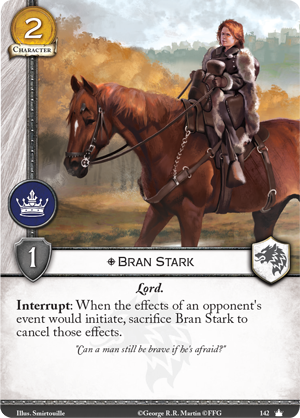 2
CHARACTER
1
BRAN STARK
Lord.
Interrupt: When the effects of an opponent's
event would initiate, sacrifice Bran Stark to
cancel those effects.
"Can a man still be brave if he's afraid?"
Illus. Smirtouille ©George R.R. Martin ©FFG 142